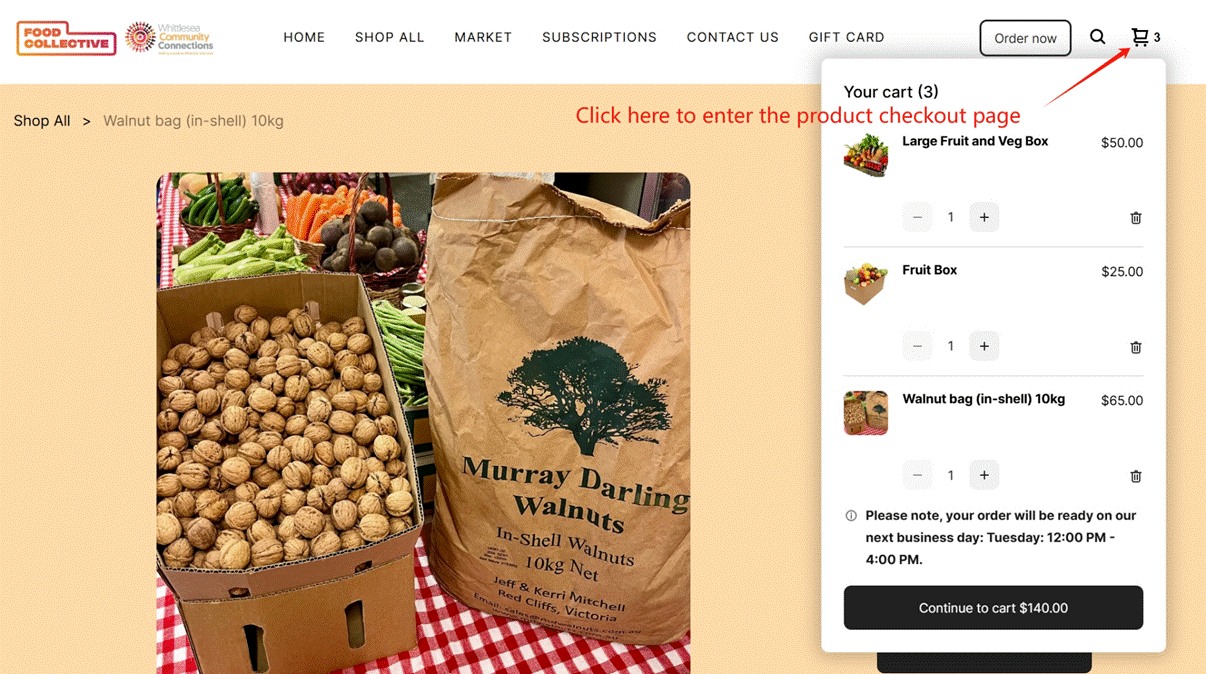 FOOD
COLLECTIVE
Whittlesea
Community
Connections
HOME
SHOP ALL
MARKET
SUBSCRIPTIONS
CONTACT US
GIFT CARD
Order now
3
Shop All > Walnut bag (in-shell) 10kg
Click here to enter the product checkout page
Your cart (3)
Large Fruit and Veg Box
$50.00
− 1 +
Fruit Box
$25.00
− 1 +
Walnut bag (in-shell) 10kg
$65.00
− 1 +
Please note, your order will be ready on our
next business day: Tuesday: 12:00 PM -
4:00 PM.
Continue to cart $140.00
Murray Darling
Walnuts
In-Shell Walnuts
10kg Net
Jeff & Kerri Mitchell
Red Cliffs, Victoria